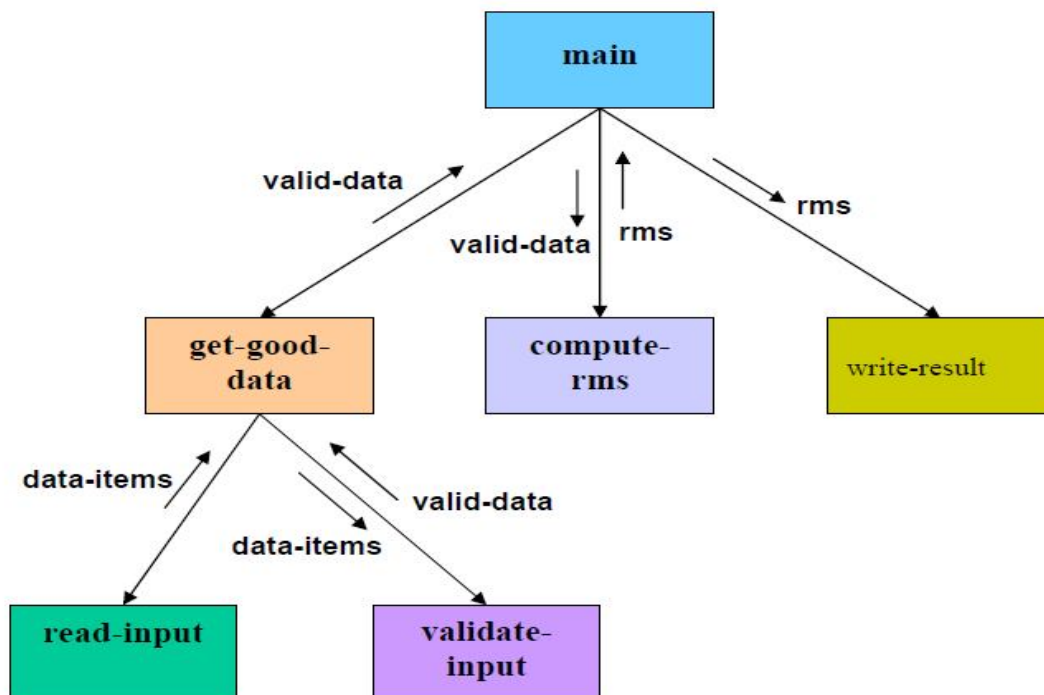 main
valid-data
rms
valid-data
rms
get-good-
data
compute-
rms
write-result
data-items
valid-data
data-items
read-input
validate-
input